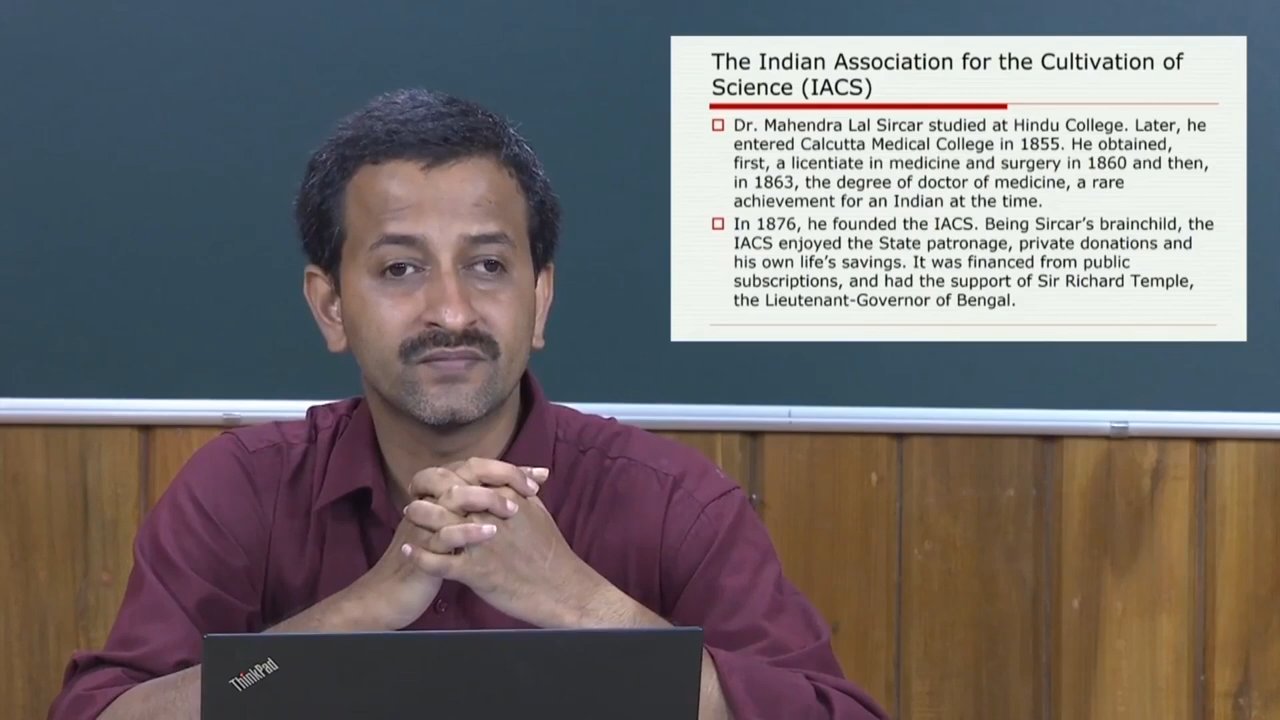 The Indian Association for the Cultivation of
Science (IACS)
Dr. Mahendra Lal Sircar studied at Hindu College. Later, he
entered Calcutta Medical College in 1855. He obtained,
first, a licentiate in medicine and surgery in 1860 and then,
in 1863, the degree of doctor of medicine, a rare
achievement for an Indian at the time.
In 1876, he founded the IACS. Being Sircar’s brainchild, the
IACS enjoyed the State patronage, private donations and
his own life’s savings. It was financed from public
subscriptions, and had the support of Sir Richard Temple,
the Lieutenant-Governor of Bengal.
ThinkPad